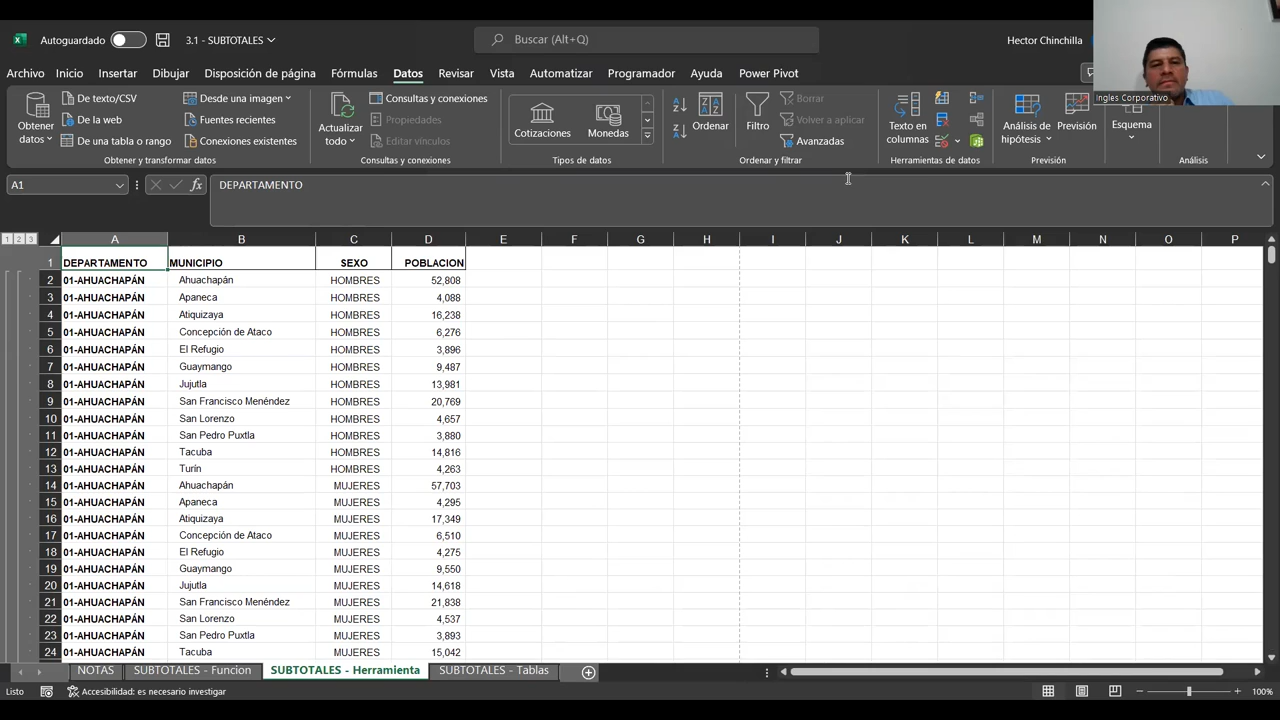 Autoguardado
3.1 - SUBTOTALES
Buscar (Alt+Q)
Hector Chinchilla
Ingles Corporativo
Archivo Inicio Insertar Dibujar Disposición de página Fórmulas Datos Revisar Vista Automatizar Programador Ayuda Power Pivot
Obtener datos
De texto/CSV
De la web
De una tabla o rango
Desde una imagen
Fuentes recientes
Conexiones existentes
Obtener y transformar datos
Actualizar todo
Consultas y conexiones
Propiedades
Editar vínculos
Consultas y conexiones
Cotizaciones
Monedas
Tipos de datos
Ordenar
Filtro
Borrar
Volver a aplicar
Avanzadas
Ordenar y filtrar
Texto en columnas
Herramientas de datos
Análisis de hipótesis
Previsión
Previsión
Esquema
Análisis
A1
fx
DEPARTAMENTO
1 2 3
A B C D E F G H I J K L M N O P
1 DEPARTAMENTO MUNICIPIO SEXO POBLACION
2 01-AHUACHAPÁN Ahuachapán HOMBRES 52,808
3 01-AHUACHAPÁN Apaneca HOMBRES 4,088
4 01-AHUACHAPÁN Atiquizaya HOMBRES 16,238
5 01-AHUACHAPÁN Concepción de Ataco HOMBRES 6,276
6 01-AHUACHAPÁN El Refugio HOMBRES 3,896
7 01-AHUACHAPÁN Guaymango HOMBRES 9,487
8 01-AHUACHAPÁN Jujutla HOMBRES 13,981
9 01-AHUACHAPÁN San Francisco Menéndez HOMBRES 20,769
10 01-AHUACHAPÁN San Lorenzo HOMBRES 4,657
11 01-AHUACHAPÁN San Pedro Puxtla HOMBRES 3,880
12 01-AHUACHAPÁN Tacuba HOMBRES 14,816
13 01-AHUACHAPÁN Turín HOMBRES 4,263
14 01-AHUACHAPÁN Ahuachapán MUJERES 57,703
15 01-AHUACHAPÁN Apaneca MUJERES 4,295
16 01-AHUACHAPÁN Atiquizaya MUJERES 17,349
17 01-AHUACHAPÁN Concepción de Ataco MUJERES 6,510
18 01-AHUACHAPÁN El Refugio MUJERES 4,275
19 01-AHUACHAPÁN Guaymango MUJERES 9,550
20 01-AHUACHAPÁN Jujutla MUJERES 14,618
21 01-AHUACHAPÁN San Francisco Menéndez MUJERES 21,838
22 01-AHUACHAPÁN San Lorenzo MUJERES 4,537
23 01-AHUACHAPÁN San Pedro Puxtla MUJERES 3,893
24 01-AHUACHAPÁN Tacuba MUJERES 15,042
NOTAS SUBTOTALES - Funcion SUBTOTALES - Herramienta SUBTOTALES - Tablas
Listo
Accesibilidad: es necesario investigar
100%